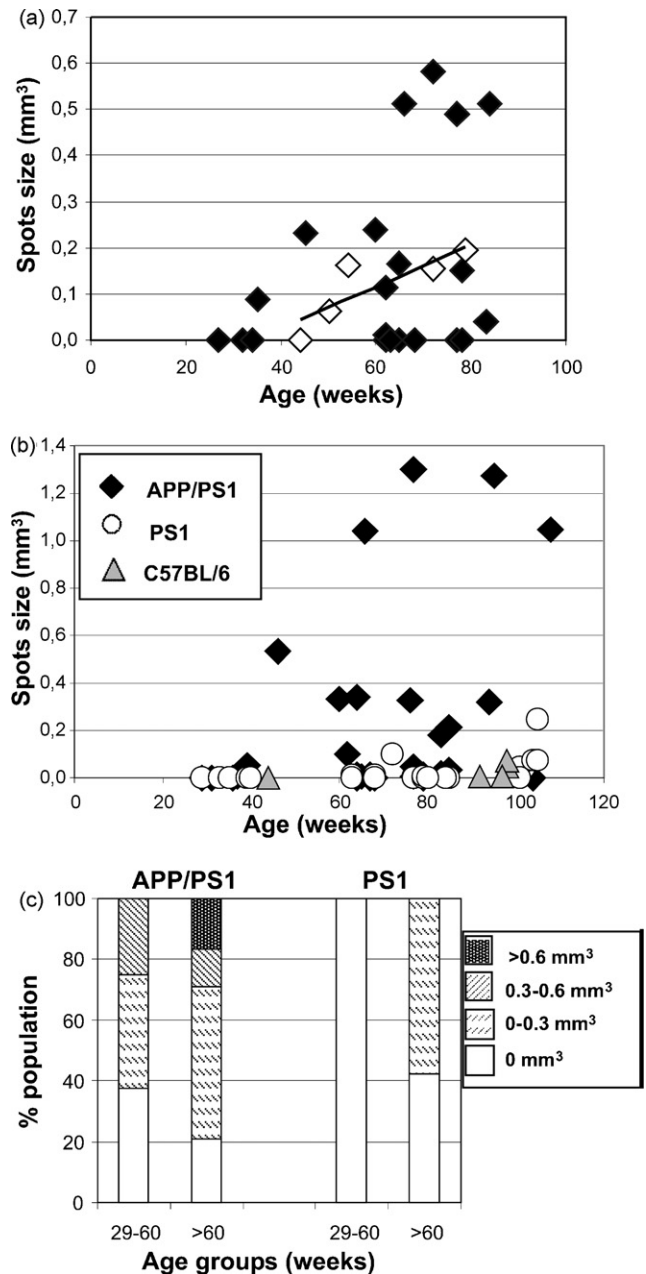 (a)
0,7
0,6
0,5
0,4
0,3
0,2
0,1
0,0
Spots size (mm³)
0 20 40 60 80 100
Age (weeks)
(b)
1,4
1,2
1,0
0,8
0,6
0,4
0,2
0,0
Spots size (mm³)
APP/PS1
PS1
C57BL/6
0 20 40 60 80 100 120
Age (weeks)
(c)
APP/PS1 PS1
100
80
60
40
20
0
% population
>0.6 mm³
0.3-0.6 mm³
0-0.3 mm³
0 mm³
29-60 >60 29-60 >60
Age groups (weeks)